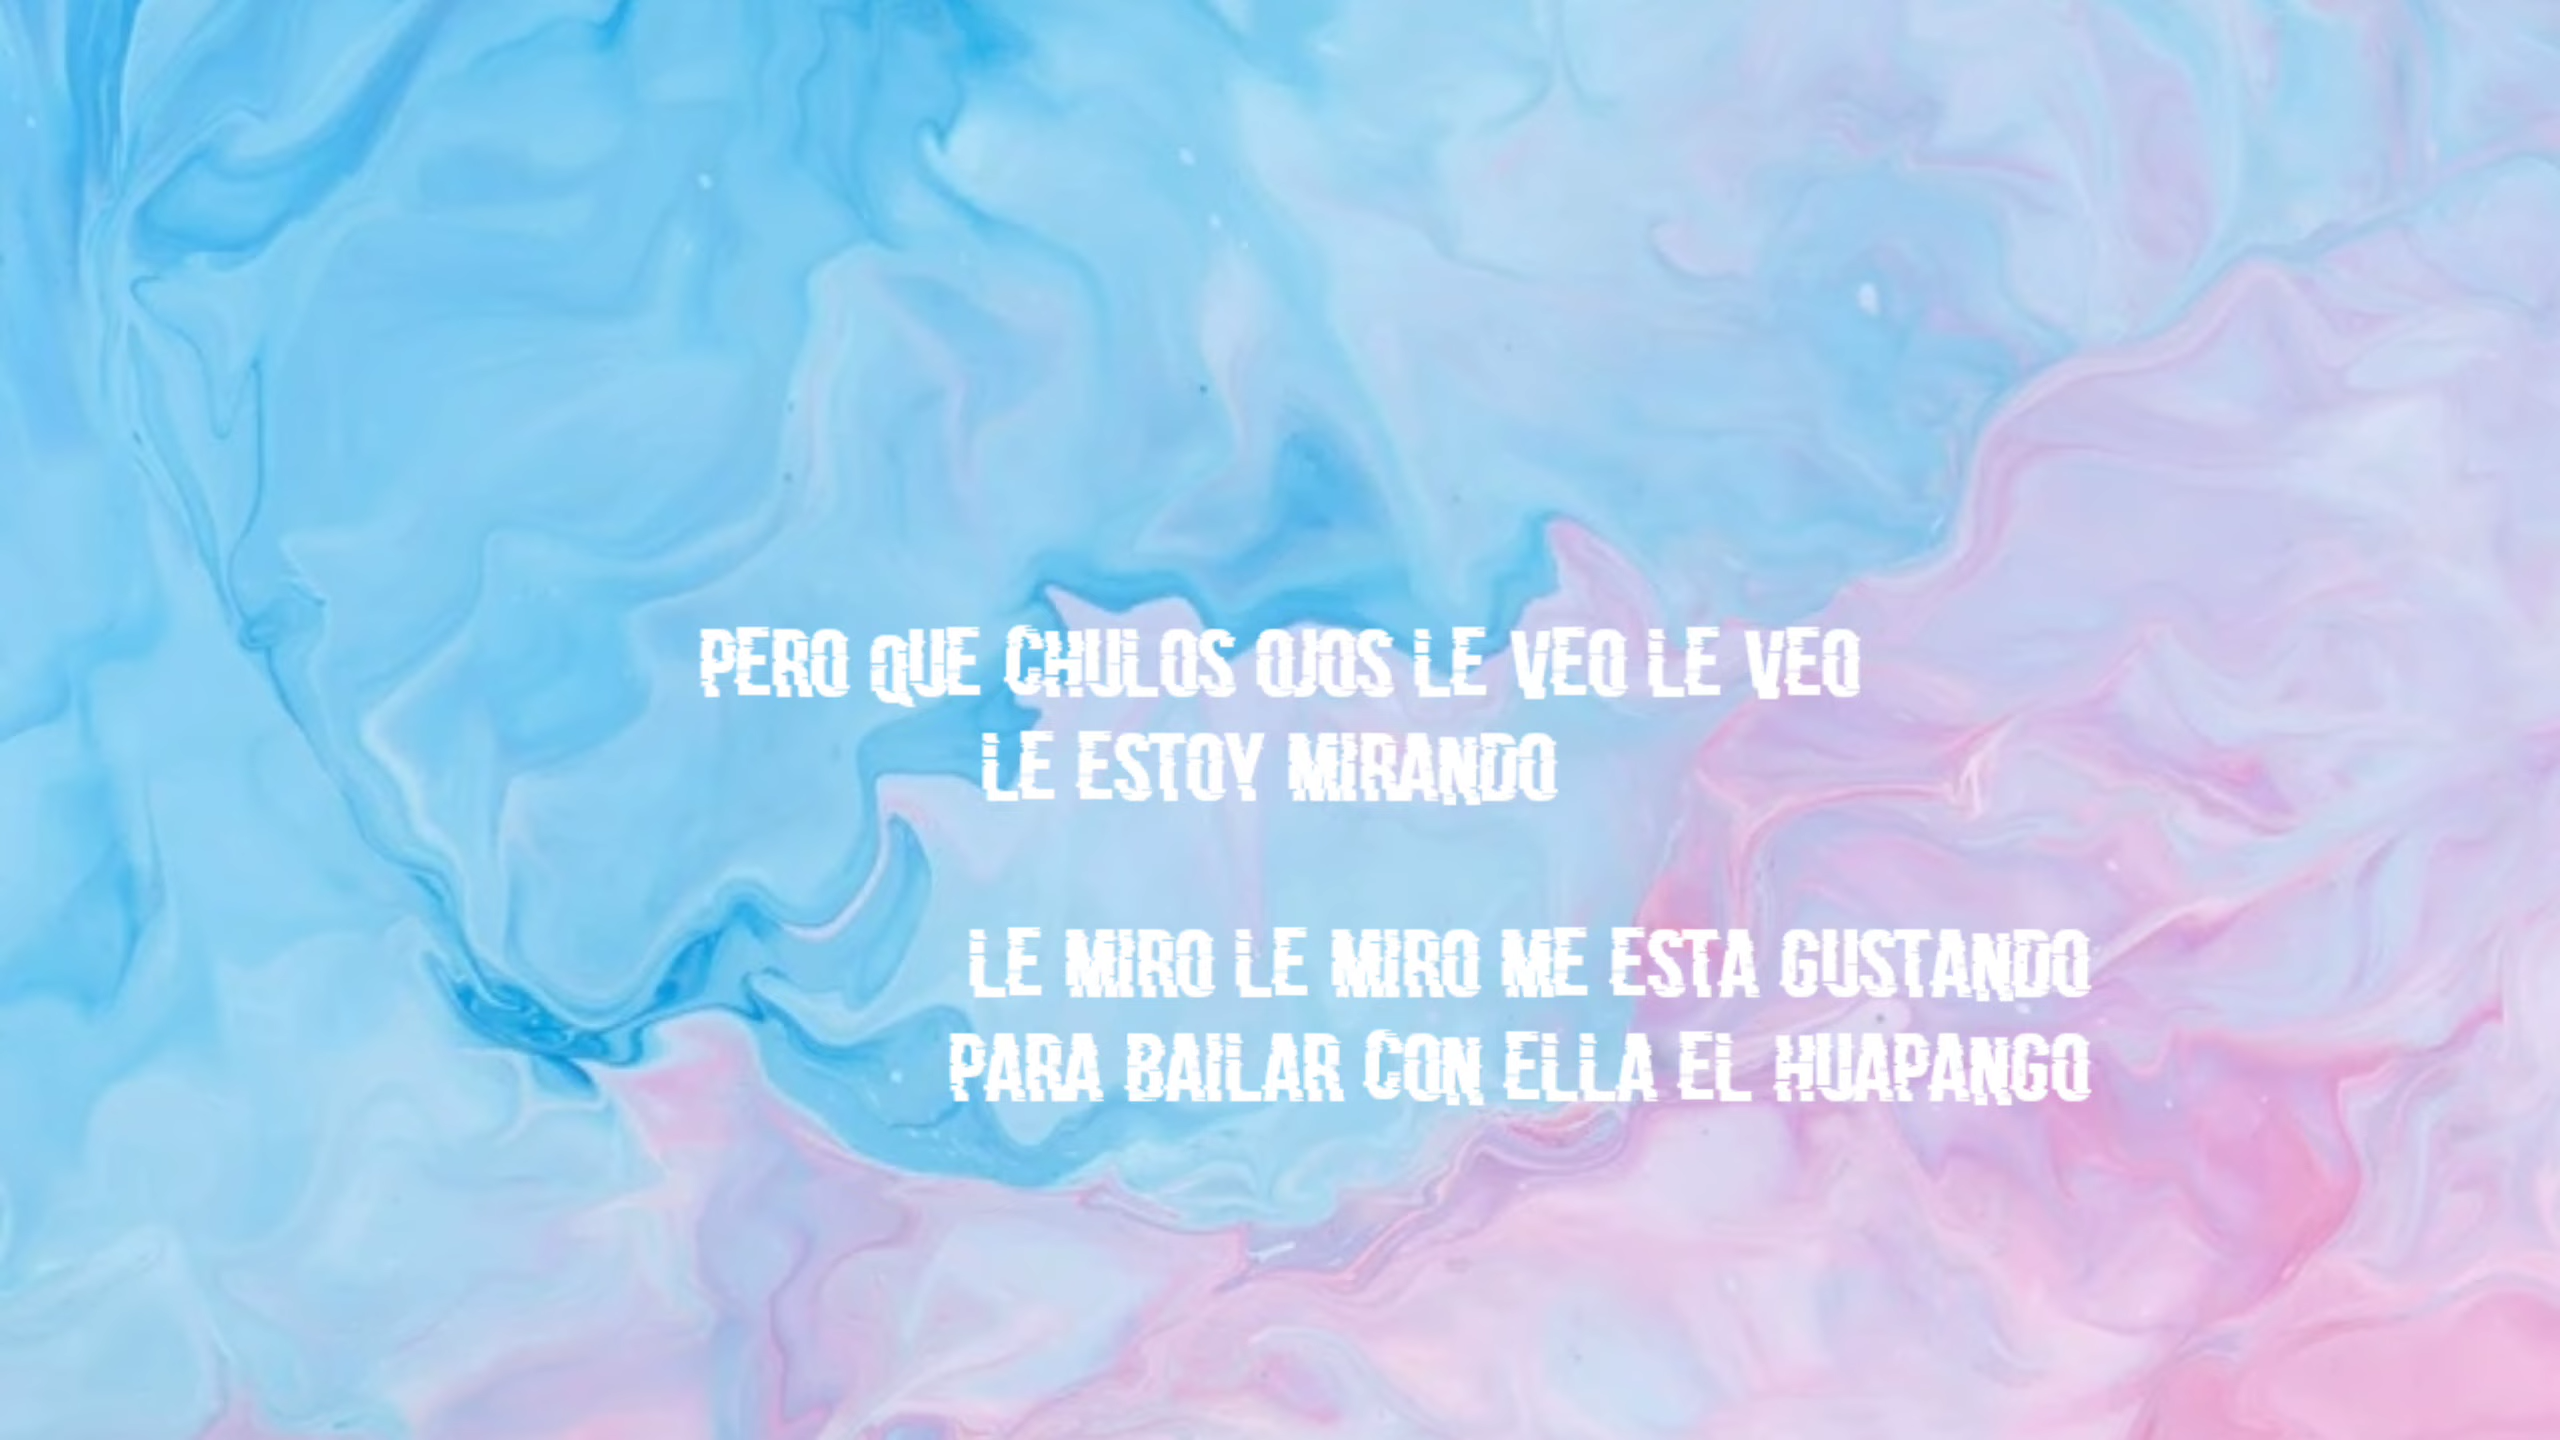 PERO QUE CHULOS OJOS LE VEO LE VEO
LE ESTOY MIRANDO
LE MIRO LE MIRO ME ESTA GUSTANDO
PARA BAILAR CON ELLA EL HUAPANGO